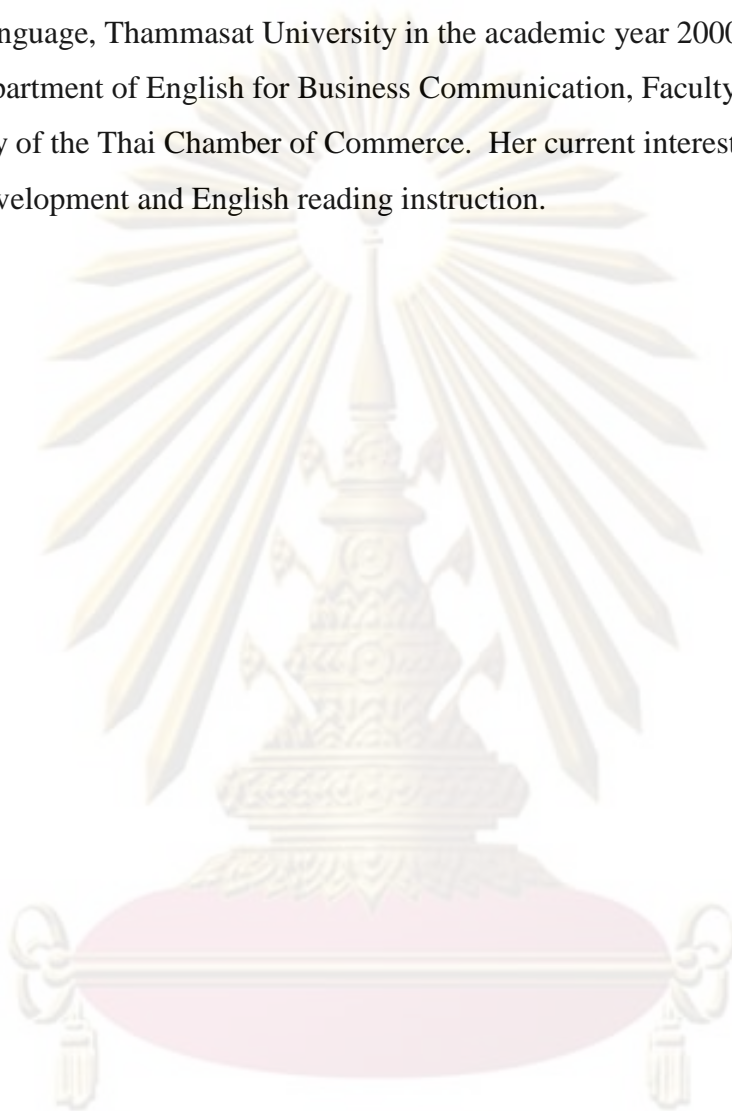 nguage, Thammasat University in the academic year 2000
partment of English for Business Communication, Faculty
y of the Thai Chamber of Commerce. Her current interest
velopment and English reading instruction.